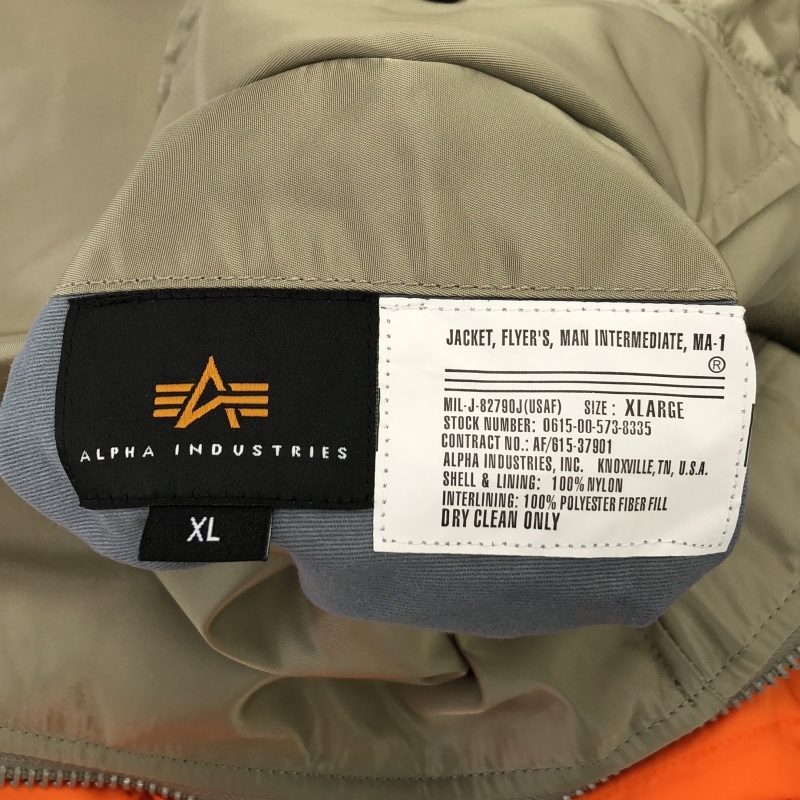 ALPHA INDUSTRIES
XL
JACKET, FLYER'S, MAN INTERMEDIATE, MA-1
®
MIL-J-82790J(USAF) SIZE: XLARGE
STOCK NUMBER: 0615-00-573-8335
CONTRACT NO.: AF/615-37901
ALPHA INDUSTRIES, INC. KNOXVILLE, TN, U.S.A.
SHELL & LINING: 100% NYLON
INTERLINING: 100% POLYESTER FIBER FILL
DRY CLEAN ONLY